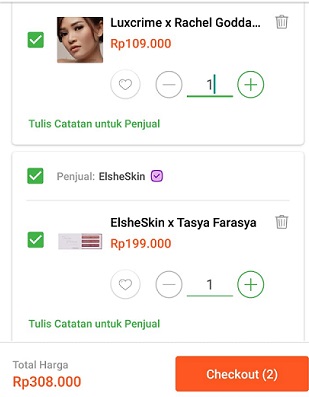 Luxcrime x Rachel Godda...
Rp109.000
1
Tulis Catatan untuk Penjual
Penjual: ElsheSkin
ElsheSkin x Tasya Farasya
Rp199.000
1
Tulis Catatan untuk Penjual
Total Harga
Rp308.000
Checkout (2)